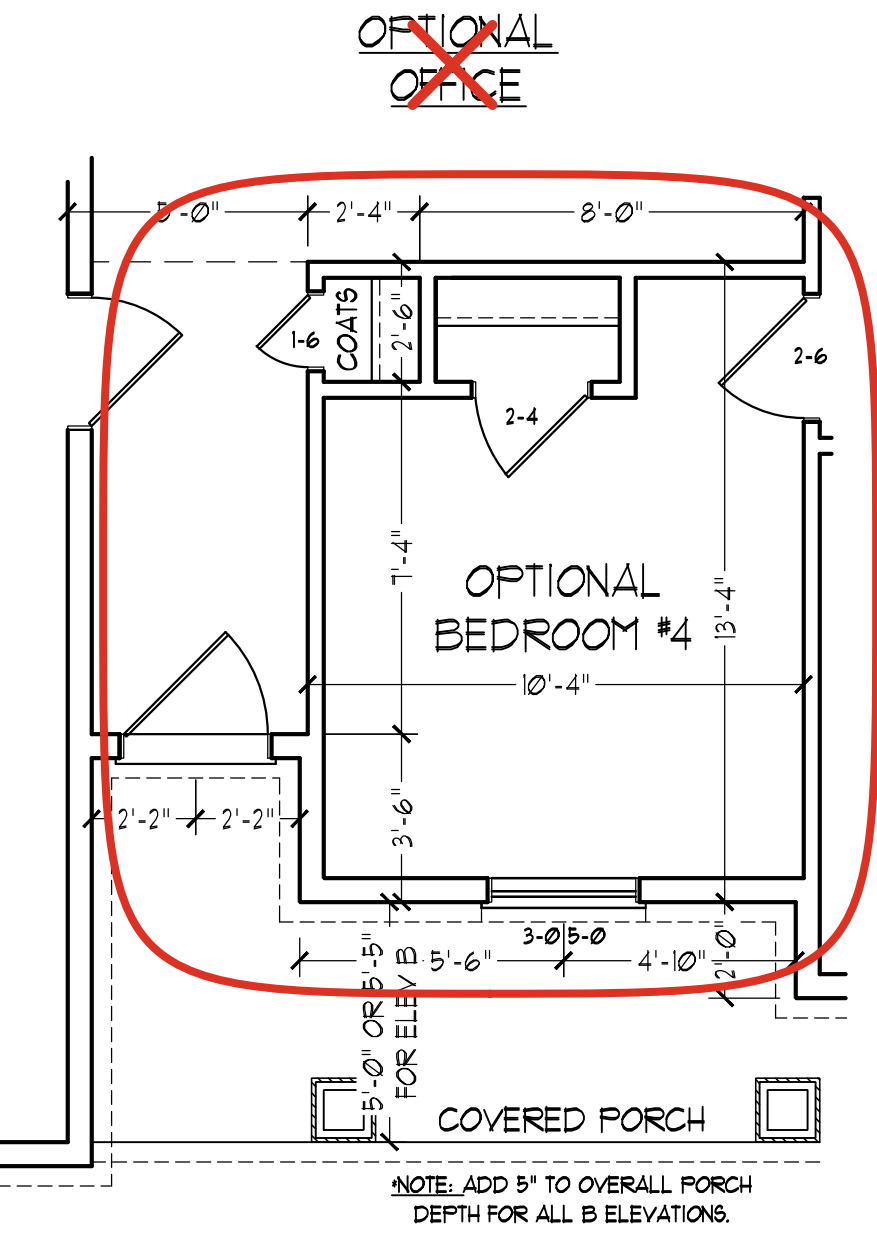 OPTIONAL
OFFICE
5'-0" 2'-4" 8'-0"
COATS
2'-6"
1-6
2-6
2-4
7'-4"
OPTIONAL
BEDROOM #4
13'-4"
10'-4"
3'-6"
2'-2" 2'-2"
3-0 5-0
5'-6" 4'-10"
2'-0"
5'-0" OR 5'-5"
FOR ELEV B
COVERED PORCH
*NOTE: ADD 5" TO OVERALL PORCH
DEPTH FOR ALL B ELEVATIONS.